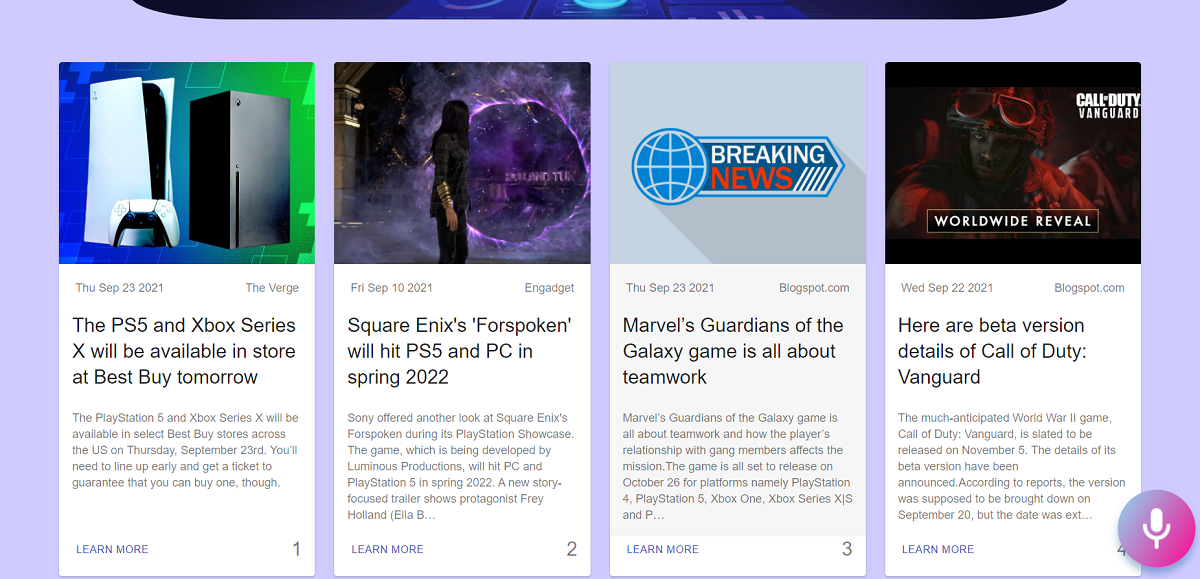 CALL OF DUTY
VANGUARD
BREAKING
NEWS
WORLDWIDE REVEAL
Thu Sep 23 2021 The Verge
The PS5 and Xbox Series
X will be available in store
at Best Buy tomorrow
The PlayStation 5 and Xbox Series X will be
available in select Best Buy stores across
the US on Thursday, September 23rd. You'll
need to line up early and get a ticket to
guarantee that you can buy one, though.
LEARN MORE 1
Fri Sep 10 2021 Engadget
Square Enix's 'Forspoken'
will hit PS5 and PC in
spring 2022
Sony offered another look at Square Enix's
Forspoken during its PlayStation Showcase.
The game, which is being developed by
Luminous Productions, will hit PC and
PlayStation 5 in spring 2022. A new story-
focused trailer shows protagonist Frey
Holland (Ella B…
LEARN MORE 2
Thu Sep 23 2021 Blogspot.com
Marvel’s Guardians of the
Galaxy game is all about
teamwork
Marvel’s Guardians of the Galaxy game is
all about teamwork and how the player’s
relationship with gang members affects the
mission.The game is all set to release on
October 26 for platforms namely PlayStation
4, PlayStation 5, Xbox One, Xbox Series X|S
and P…
LEARN MORE 3
Wed Sep 22 2021 Blogspot.com
Here are beta version
details of Call of Duty:
Vanguard
The much-anticipated World War II game,
Call of Duty: Vanguard, is slated to be
released on November 5. The details of its
beta version have been
announced.According to reports, the version
was supposed to be brought down on
September 20, but the date was ext…
LEARN MORE 4